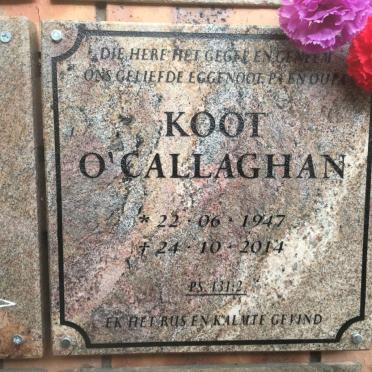 DIE HERE HET GEGEE EN GENEEM
ONS GELIEFDE EGGENOOT, PA EN OUPA
KOOT
O'CALLAGHAN
* 22 · 06 · 1947
† 24 · 10 · 2014
PS. 131:2
EK HET RUS EN KALMTE GEVIND